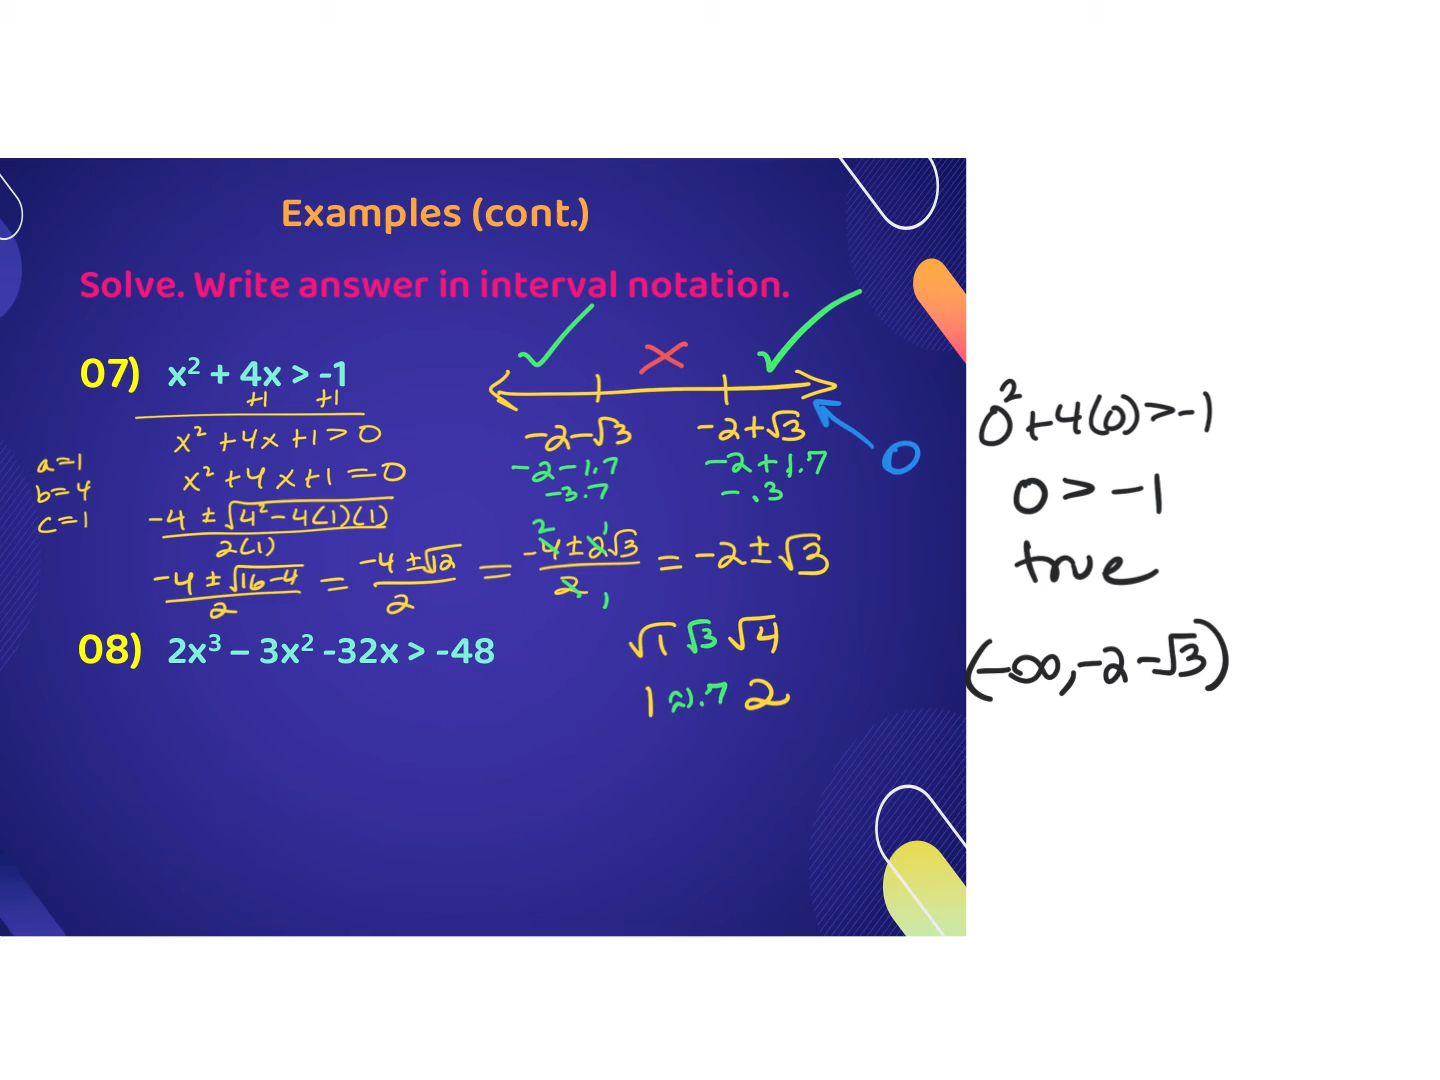 Examples (cont.)
Solve. Write answer in interval notation.
07) x² + 4x > -1
+1 +1
x² + 4x + 1 > 0
x² + 4x + 1 = 0
a=1
b=4
c=1
-4 ± √(4² - 4(1)(1))
2(1)
-4 ± √(16-4) / 2 = -4 ± √12 / 2 = -4 ± 2√3 / 2 = -2 ± √3
2 1
1
-2-√3 -2+√3
-2-1.7 -2+1.7
-3.7 -.3
0
√1 √3 √4
1 ≈1.7 2
08) 2x³ – 3x² -32x > -48
0² + 4(0) > -1
0 > -1
true
(-∞, -2-√3)